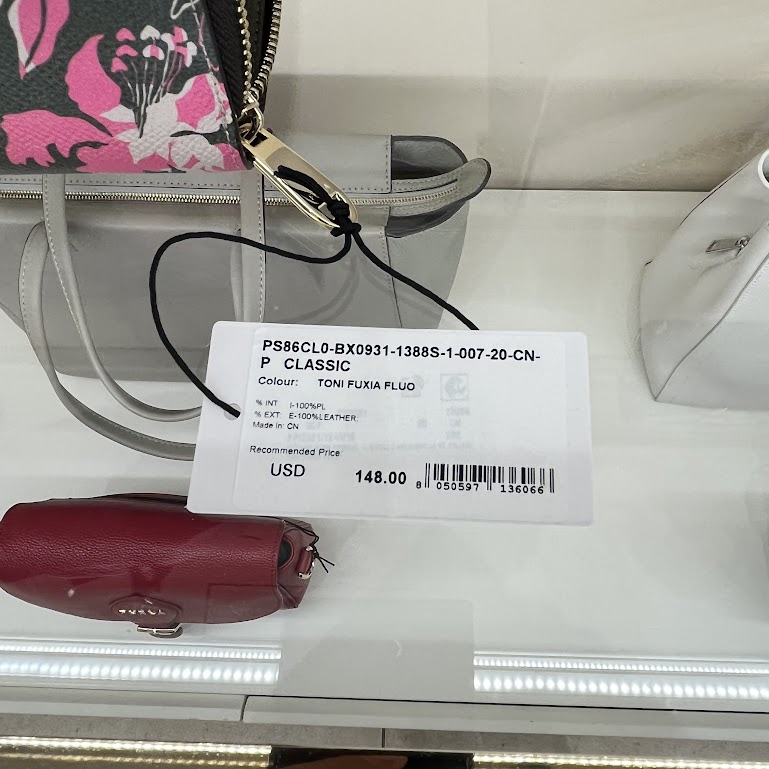 PS86CL0-BX0931-1388S-1-007-20-CN-
P CLASSIC
Colour: TONI FUXIA FLUO
% INT: I-100%PL
% EXT: E-100%LEATHER;
Made in: CN
Recommended Price
USD 148.00
8 050597 136066
FURLA